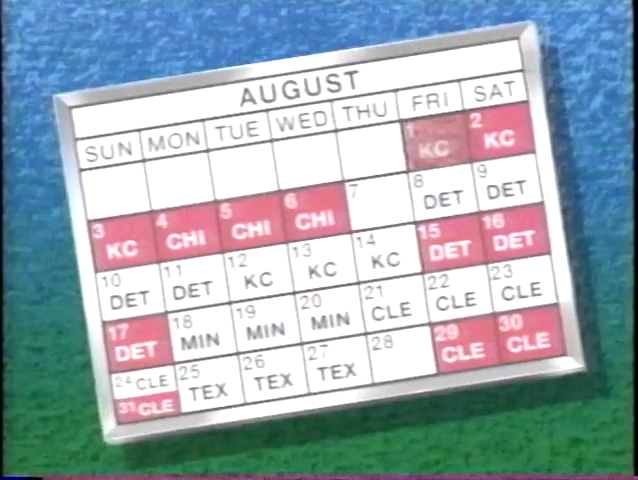 AUGUST
SUN MON TUE WED THU FRI SAT
1 KC 2 KC
3 KC 4 CHI 5 CHI 6 CHI 7 8 DET 9 DET
10 DET 11 DET 12 KC 13 KC 14 KC 15 DET 16 DET
17 DET 18 MIN 19 MIN 20 MIN 21 CLE 22 CLE 23 CLE
24 CLE 25 TEX 26 TEX 27 TEX 28 29 CLE 30 CLE
31 CLE